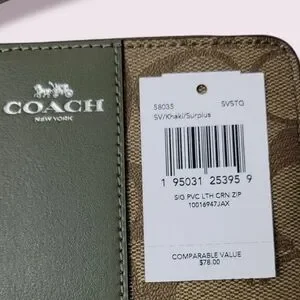 COACH
NEW YORK
58035 SVSTG
SV/Khaki/Surplus
1 95031 25395 9
SIG PVC LTH CRN ZIP
10016947JAX
COMPARABLE VALUE
$78.00